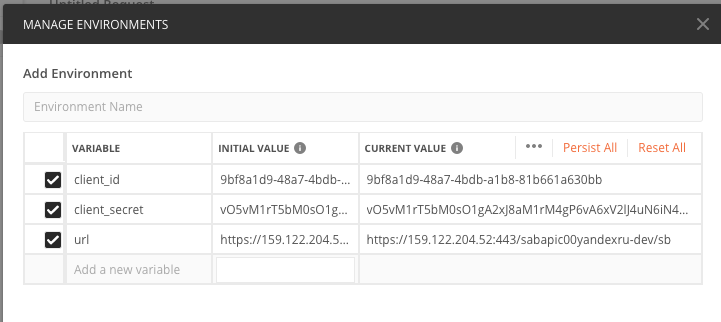 Untitled Request
MANAGE ENVIRONMENTS
Add Environment
Environment Name
VARIABLE INITIAL VALUE CURRENT VALUE ••• Persist All Reset All
client_id 9bf8a1d9-48a7-4bdb-... 9bf8a1d9-48a7-4bdb-a1b8-81b661a630bb
client_secret vO5vM1rT5bM0sO1g... vO5vM1rT5bM0sO1gA2xJ8aM1rM4gP6vA6xV2lJ4uN6iN4...
url https://159.122.204.5... https://159.122.204.52:443/sabapic00yandexru-dev/sb
Add a new variable